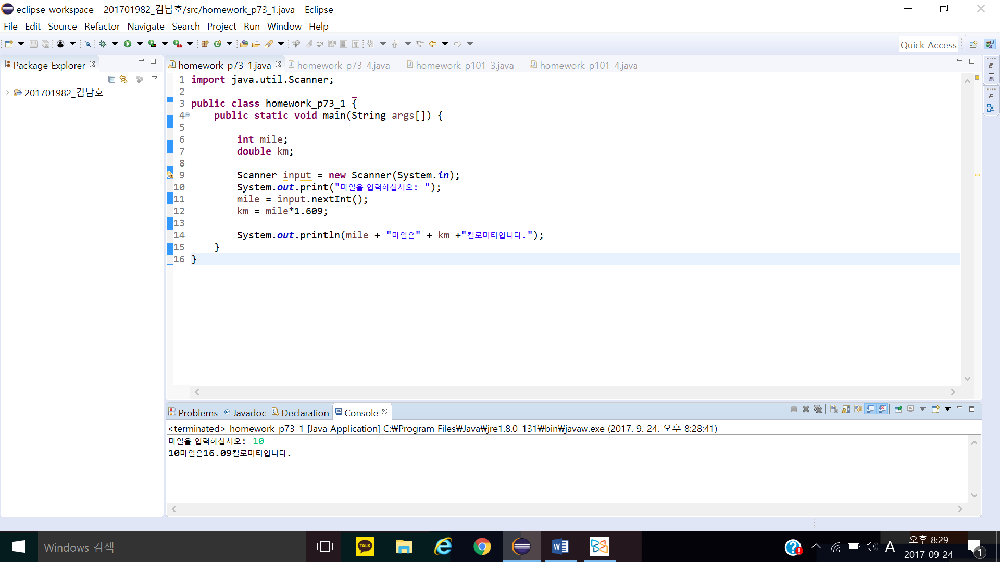 eclipse-workspace - 201701982_김남호/src/homework_p73_1.java - Eclipse
File Edit Source Refactor Navigate Search Project Run Window Help
Quick Access
Package Explorer
201701982_김남호
homework_p73_1.java homework_p73_4.java homework_p101_3.java homework_p101_4.java
1 import java.util.Scanner;
2
3 public class homework_p73_1 {
4 public static void main(String args[]) {
5
6 int mile;
7 double km;
8
9 Scanner input = new Scanner(System.in);
10 System.out.print("마일을 입력하십시오: ");
11 mile = input.nextInt();
12 km = mile*1.609;
13
14 System.out.println(mile + "마일은" + km +"킬로미터입니다.");
15 }
16 }
Problems @ Javadoc Declaration Console
<terminated> homework_p73_1 [Java Application] C:₩Program Files₩Java₩jre1.8.0_131₩bin₩javaw.exe (2017. 9. 24. 오후 8:28:41)
마일을 입력하십시오: 10
10마일은16.09킬로미터입니다.
Windows 검색
TALK
A
오후 8:29
2017-09-24
1